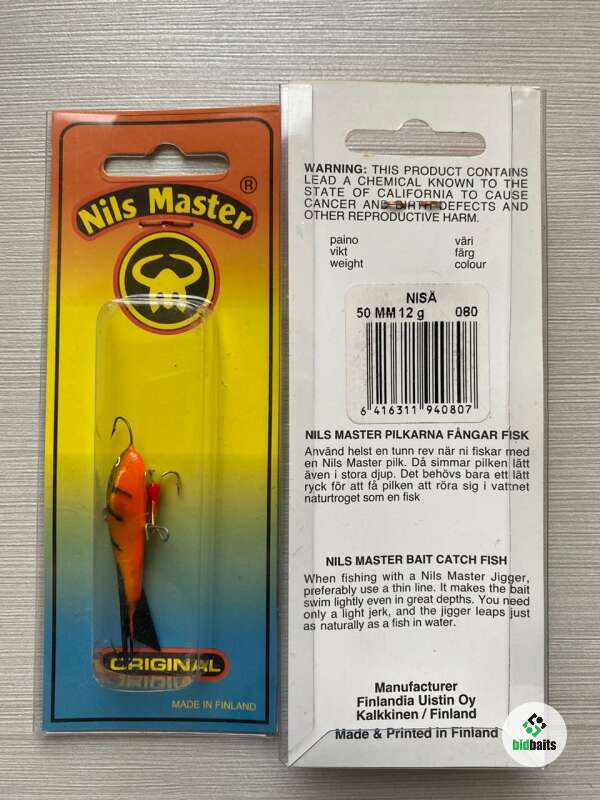 Nils Master
®
ORIGINAL
MADE IN FINLAND
WARNING: THIS PRODUCT CONTAINS
LEAD A CHEMICAL KNOWN TO THE
STATE OF CALIFORNIA TO CAUSE
CANCER AND BIRTH DEFECTS AND
OTHER REPRODUCTIVE HARM.
paino väri
vikt färg
weight colour
NISÄ
50 MM 12 g 080
6 416311 940807
NILS MASTER PILKARNA FÅNGAR FISK
Använd helst en tunn rev när ni fiskar med
en Nils Master pilk. Då simmar pilken lätt
även i stora djup. Det behövs bara ett lätt
ryck för att få pilken att röra sig i vattnet
naturtroget som en fisk
NILS MASTER BAIT CATCH FISH
When fishing with a Nils Master Jigger,
preferably use a thin line. It makes the bait
swim lightly even in great depths. You need
only a light jerk, and the jigger leaps just
as naturally as a fish in water.
Manufacturer
Finlandia Uistin Oy
Kalkkinen / Finland
Made & Printed in Finland
bidbaits